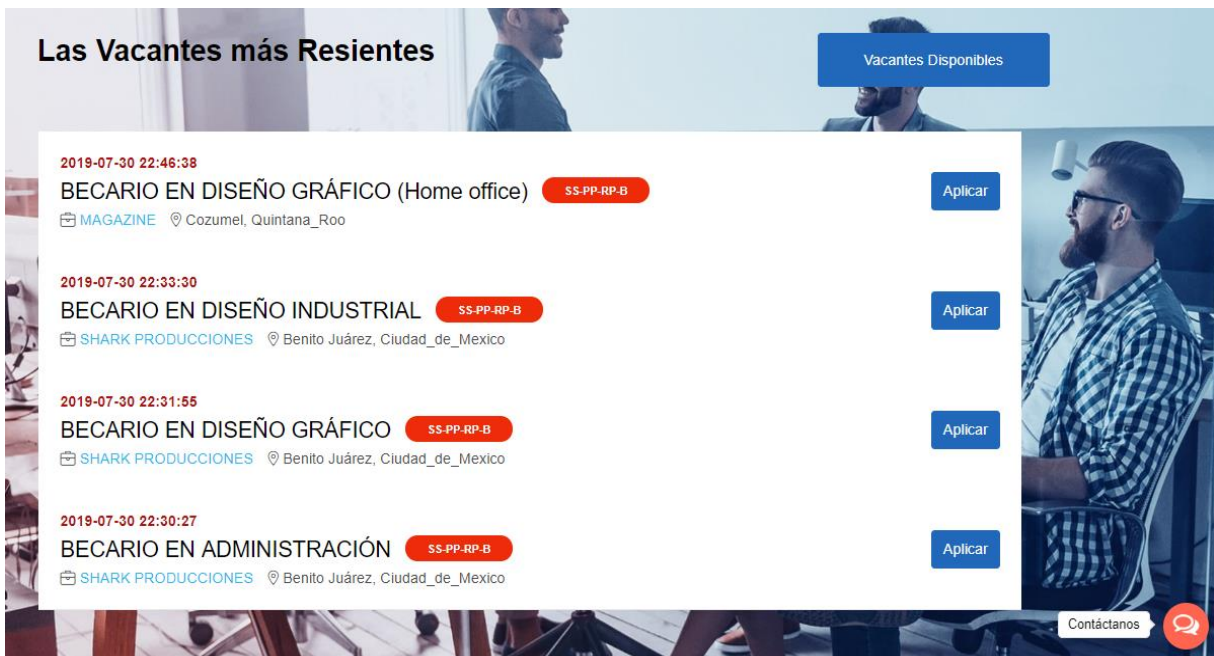 Las Vacantes más Resientes
Vacantes Disponibles
2019-07-30 22:46:38
BECARIO EN DISEÑO GRÁFICO (Home office) SS-PP-RP-B
Aplicar
MAGAZINE Cozumel, Quintana_Roo
2019-07-30 22:33:30
BECARIO EN DISEÑO INDUSTRIAL SS-PP-RP-B
Aplicar
SHARK PRODUCCIONES Benito Juárez, Ciudad_de_Mexico
2019-07-30 22:31:55
BECARIO EN DISEÑO GRÁFICO SS-PP-RP-B
Aplicar
SHARK PRODUCCIONES Benito Juárez, Ciudad_de_Mexico
2019-07-30 22:30:27
BECARIO EN ADMINISTRACIÓN SS-PP-RP-B
Aplicar
SHARK PRODUCCIONES Benito Juárez, Ciudad_de_Mexico
Contáctanos